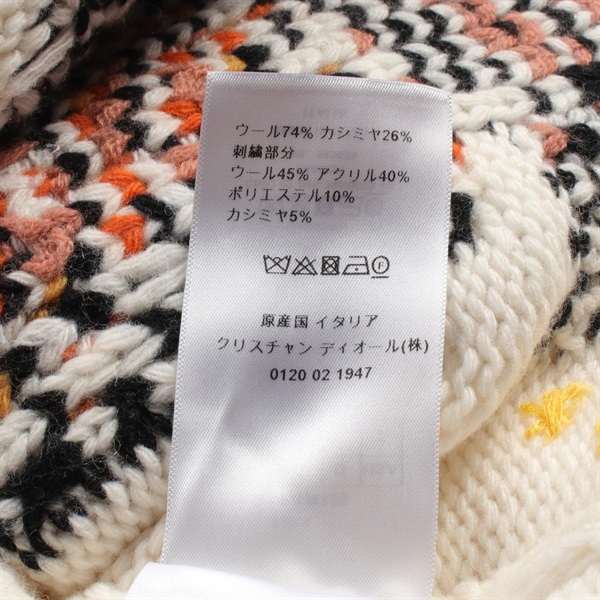 ウール74% カシミヤ26%
刺繍部分
ウール45% アクリル40%
ポリエステル10%
カシミヤ5%
原産国 イタリア
クリスチャン ディオール(株)
0120 02 1947